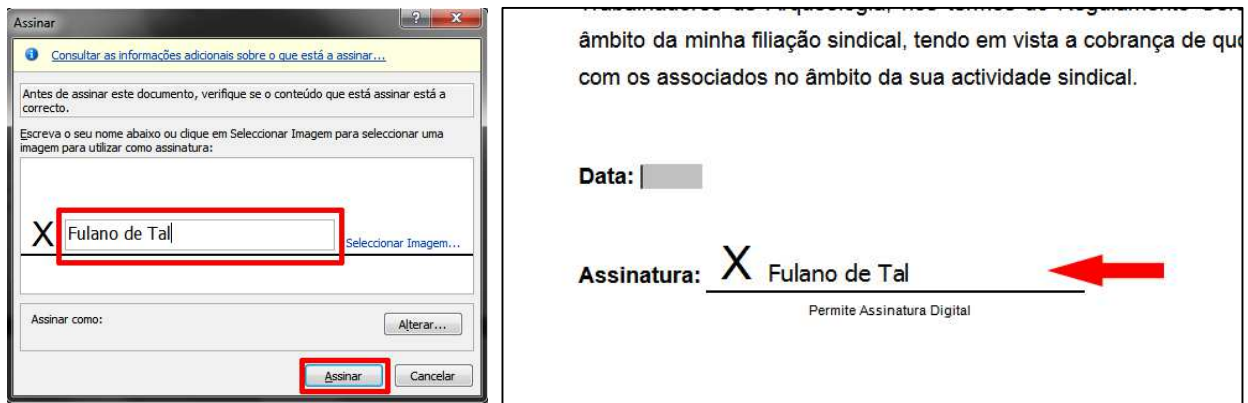 Assinar
Consultar as informações adicionais sobre o que está a assinar...
Antes de assinar este documento, verifique se o conteúdo que está assinar está a
correcto.
Escreva o seu nome abaixo ou clique em Seleccionar Imagem para seleccionar uma
imagem para utilizar como assinatura:
X Fulano de Tal
Seleccionar Imagem...
Assinar como:
Alterar...
Assinar
Cancelar
âmbito da minha filiação sindical, tendo em vista a cobrança de
com os associados no âmbito da sua actividade sindical.
Data:
Assinatura: X Fulano de Tal
Permite Assinatura Digital